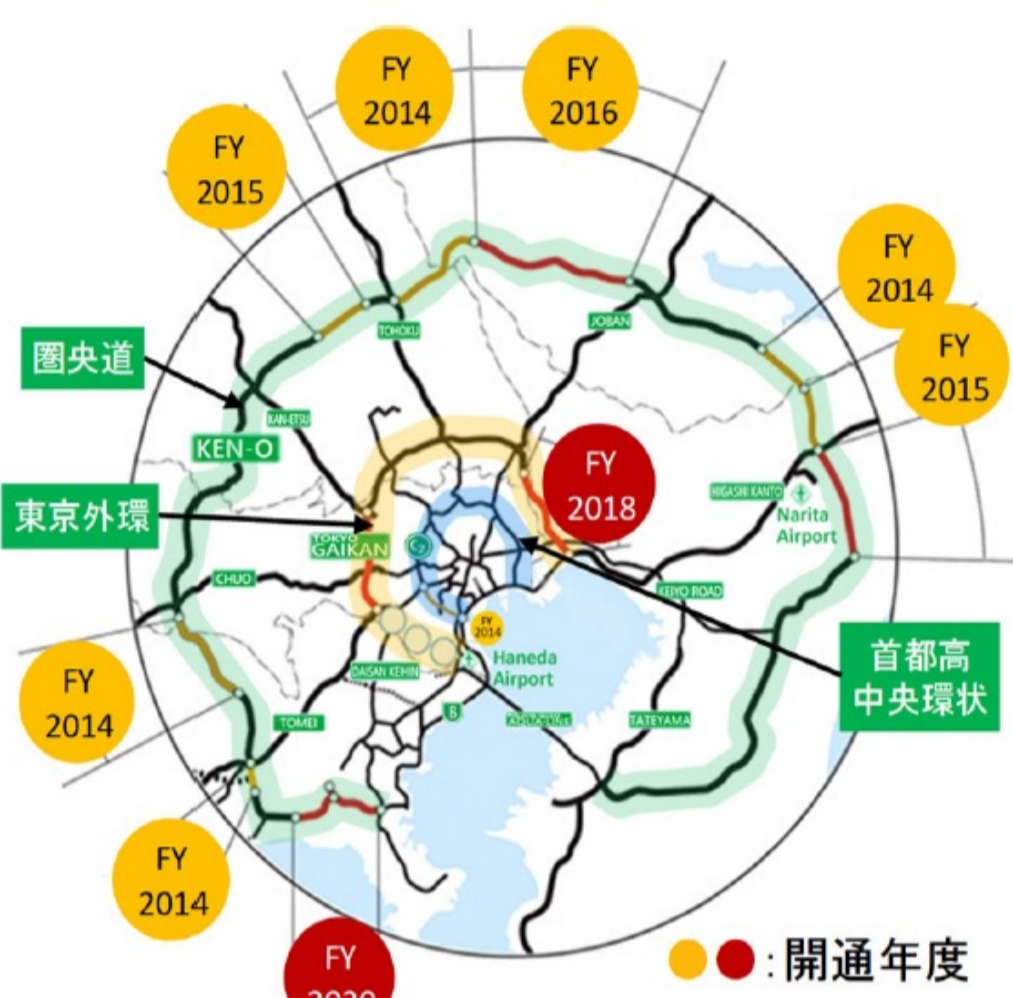 FY
2014
FY
2016
FY
2015
FY
2014
FY
2015
圏央道
TOHOKU
JOBAN
KAN-ETSU
KEN-O
FY
2018
東京外環
TOKYO
GAIKAN
C2
HIGASHI KANTO
Narita
Airport
CHUO
KEIYO ROAD
FY
2014
首都高
中央環状
DAISAN KEIHIN
Haneda
Airport
FY
2014
TOMEI
B
TATEYAMA
FY
2014
FY
: 開通年度